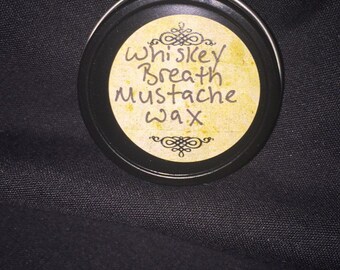 Whiskey
Breath
Mustache
wax